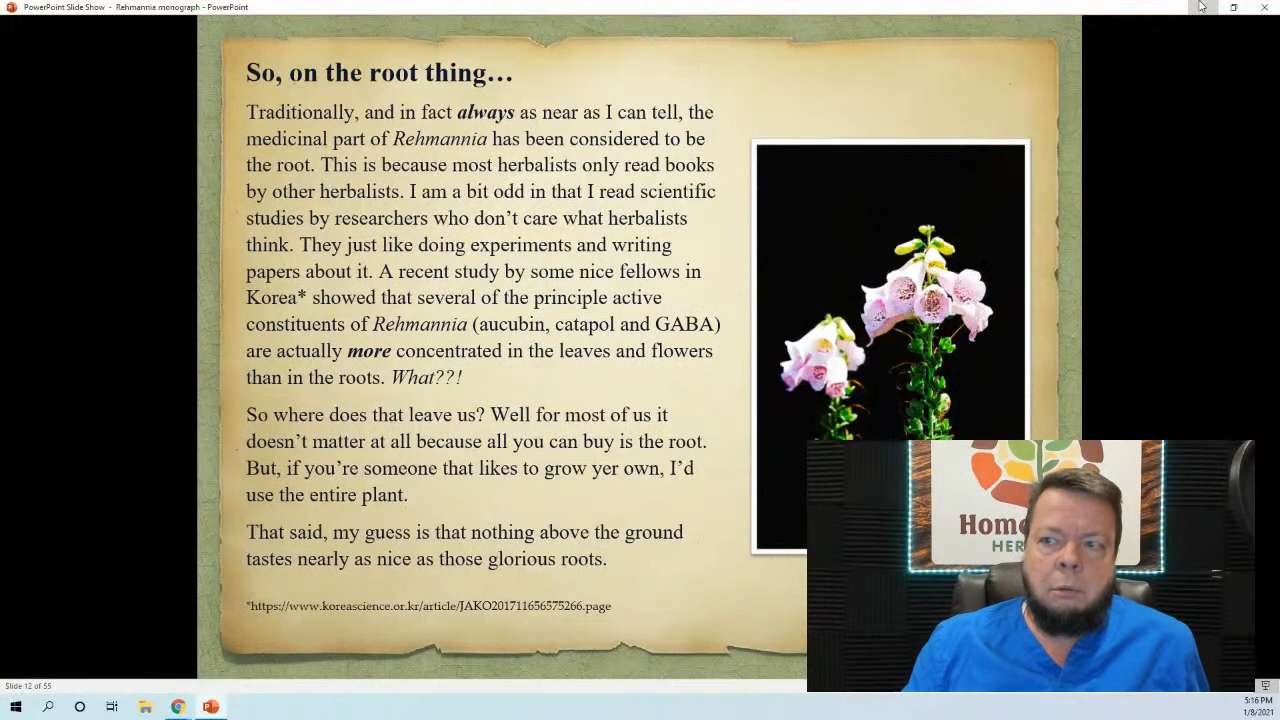 PowerPoint Slide Show - Rehmannia monograph - PowerPoint
So, on the root thing…
Traditionally, and in fact always as near as I can tell, the
medicinal part of Rehmannia has been considered to be
the root. This is because most herbalists only read books
by other herbalists. I am a bit odd in that I read scientific
studies by researchers who don’t care what herbalists
think. They just like doing experiments and writing
papers about it. A recent study by some nice fellows in
Korea* showed that several of the principle active
constituents of Rehmannia (aucubin, catapol and GABA)
are actually more concentrated in the leaves and flowers
than in the roots. What??!
So where does that leave us? Well for most of us it
doesn’t matter at all because all you can buy is the root.
But, if you’re someone that likes to grow yer own, I’d
use the entire plant.
That said, my guess is that nothing above the ground
tastes nearly as nice as those glorious roots.
*https://www.koreascience.or.kr/article/JAKO201711656575266.page
Home
HER
Slide 12 of 55
5:16 PM
1/8/2021